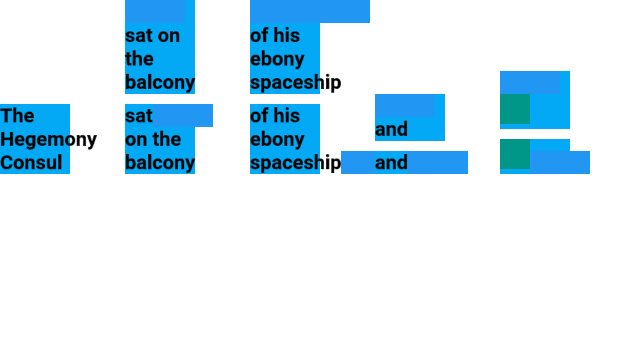 sat on
the
balcony
of his
ebony
spaceship
The
Hegemony
Consul
sat
on the
balcony
of his
ebony
spaceship
and
and